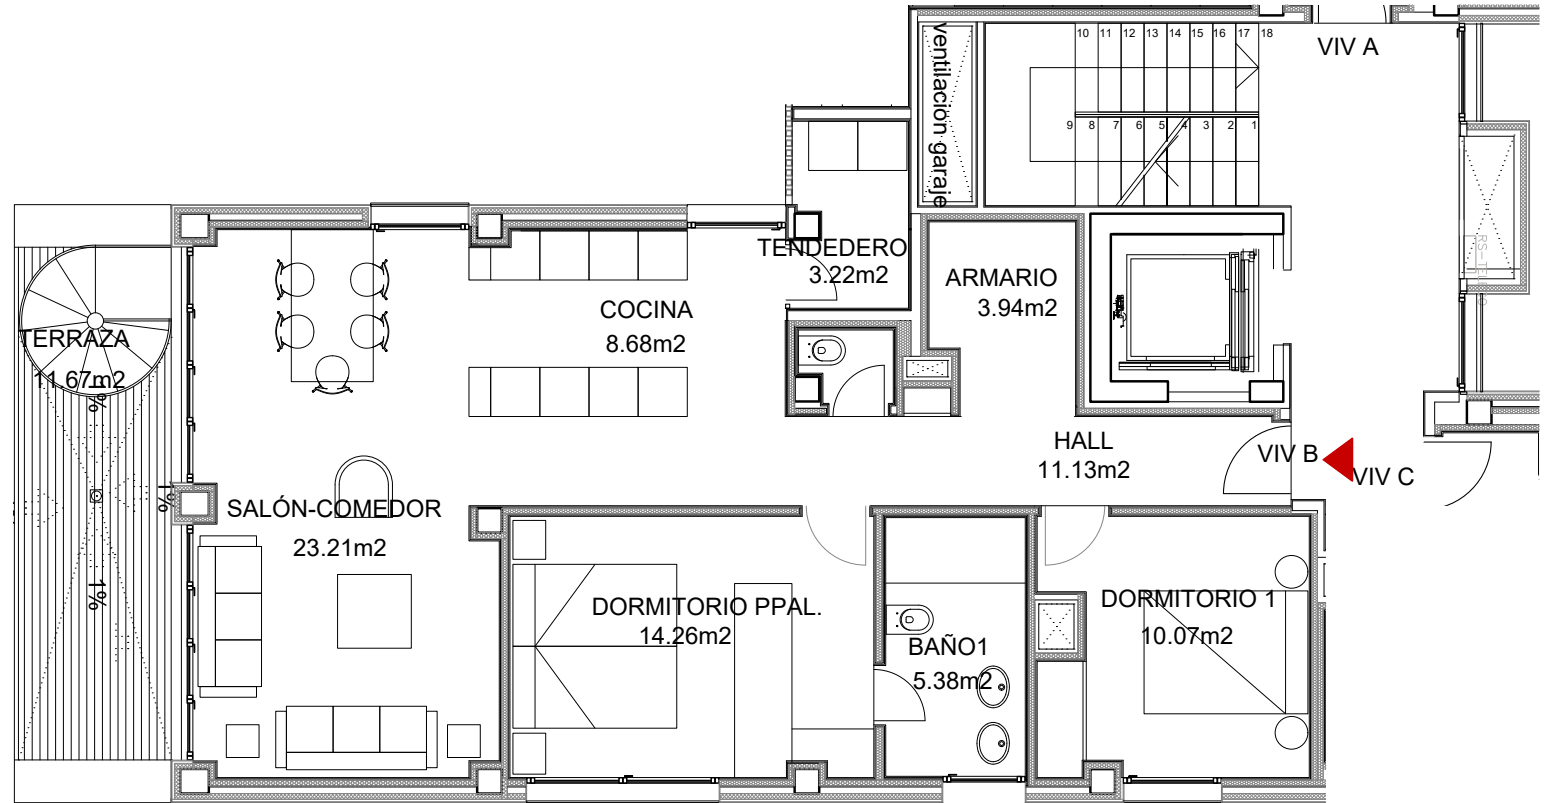 VIV A
10 11 12 13 14 15 16 17 18
9 8 7 6 5 4 3 2 1
ventilación garaje
TENDEDERO
3.22m2
ARMARIO
3.94m2
COCINA
8.68m2
TERRAZA
11.67m2
1%
HALL
11.13m2
VIV B
VIV C
1%
SALÓN-COMEDOR
23.21m2
1%
DORMITORIO PPAL.
14.26m2
BAÑO1
5.38m2
DORMITORIO 1
10.07m2